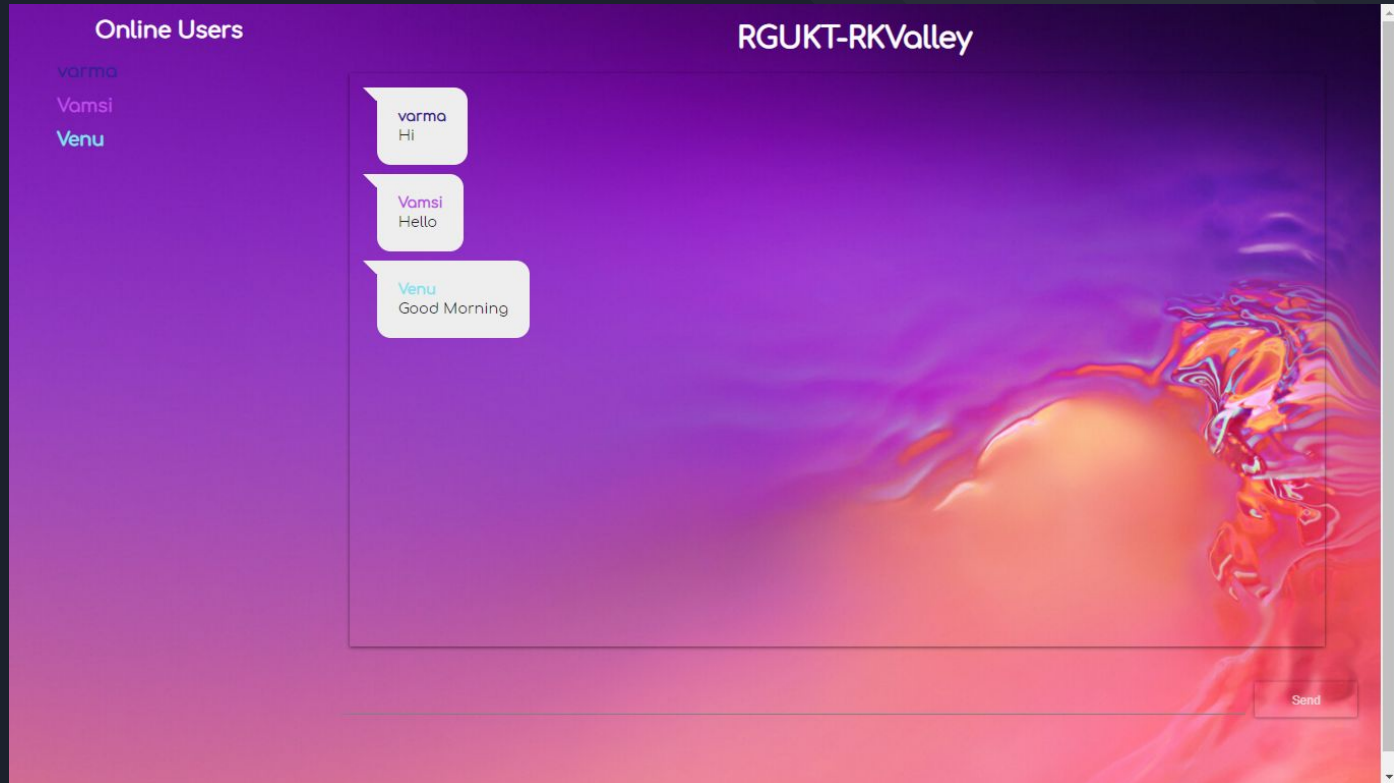 Online Users
varma
Vamsi
Venu
RGUKT-RKValley
varma
Hi
Vamsi
Hello
Venu
Good Morning
Send